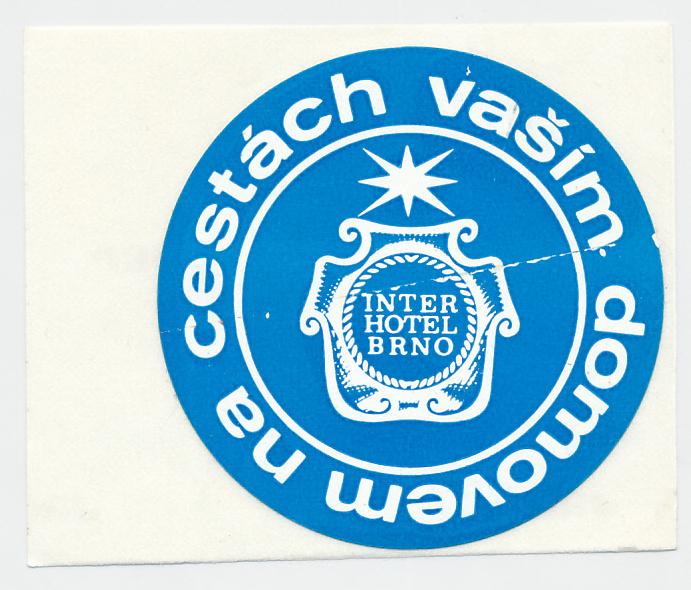 vaším domovem na cestách
INTER
HOTEL
BRNO